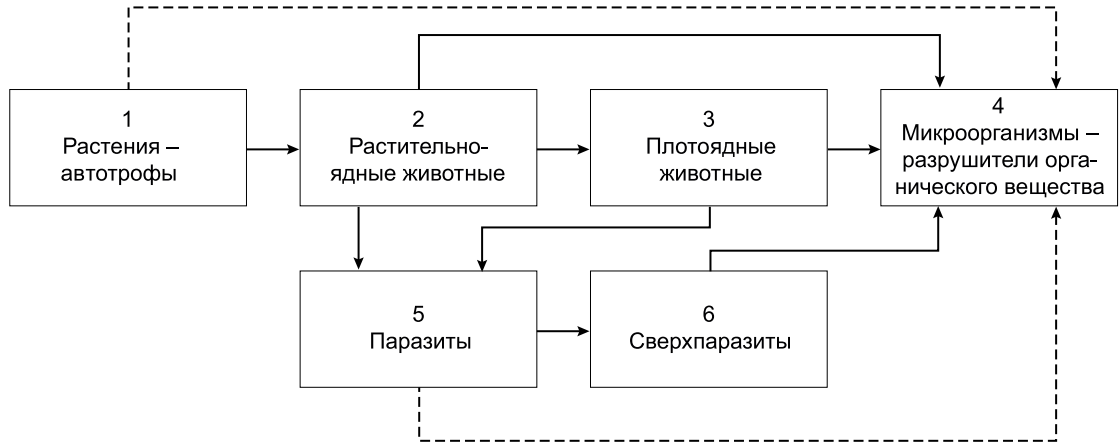 1
Растения –
автотрофы
2
Растительно-
ядные животные
3
Плотоядные
животные
4
Микроорганизмы –
разрушители орга-
нического вещества
5
Паразиты
6
Сверхпаразиты